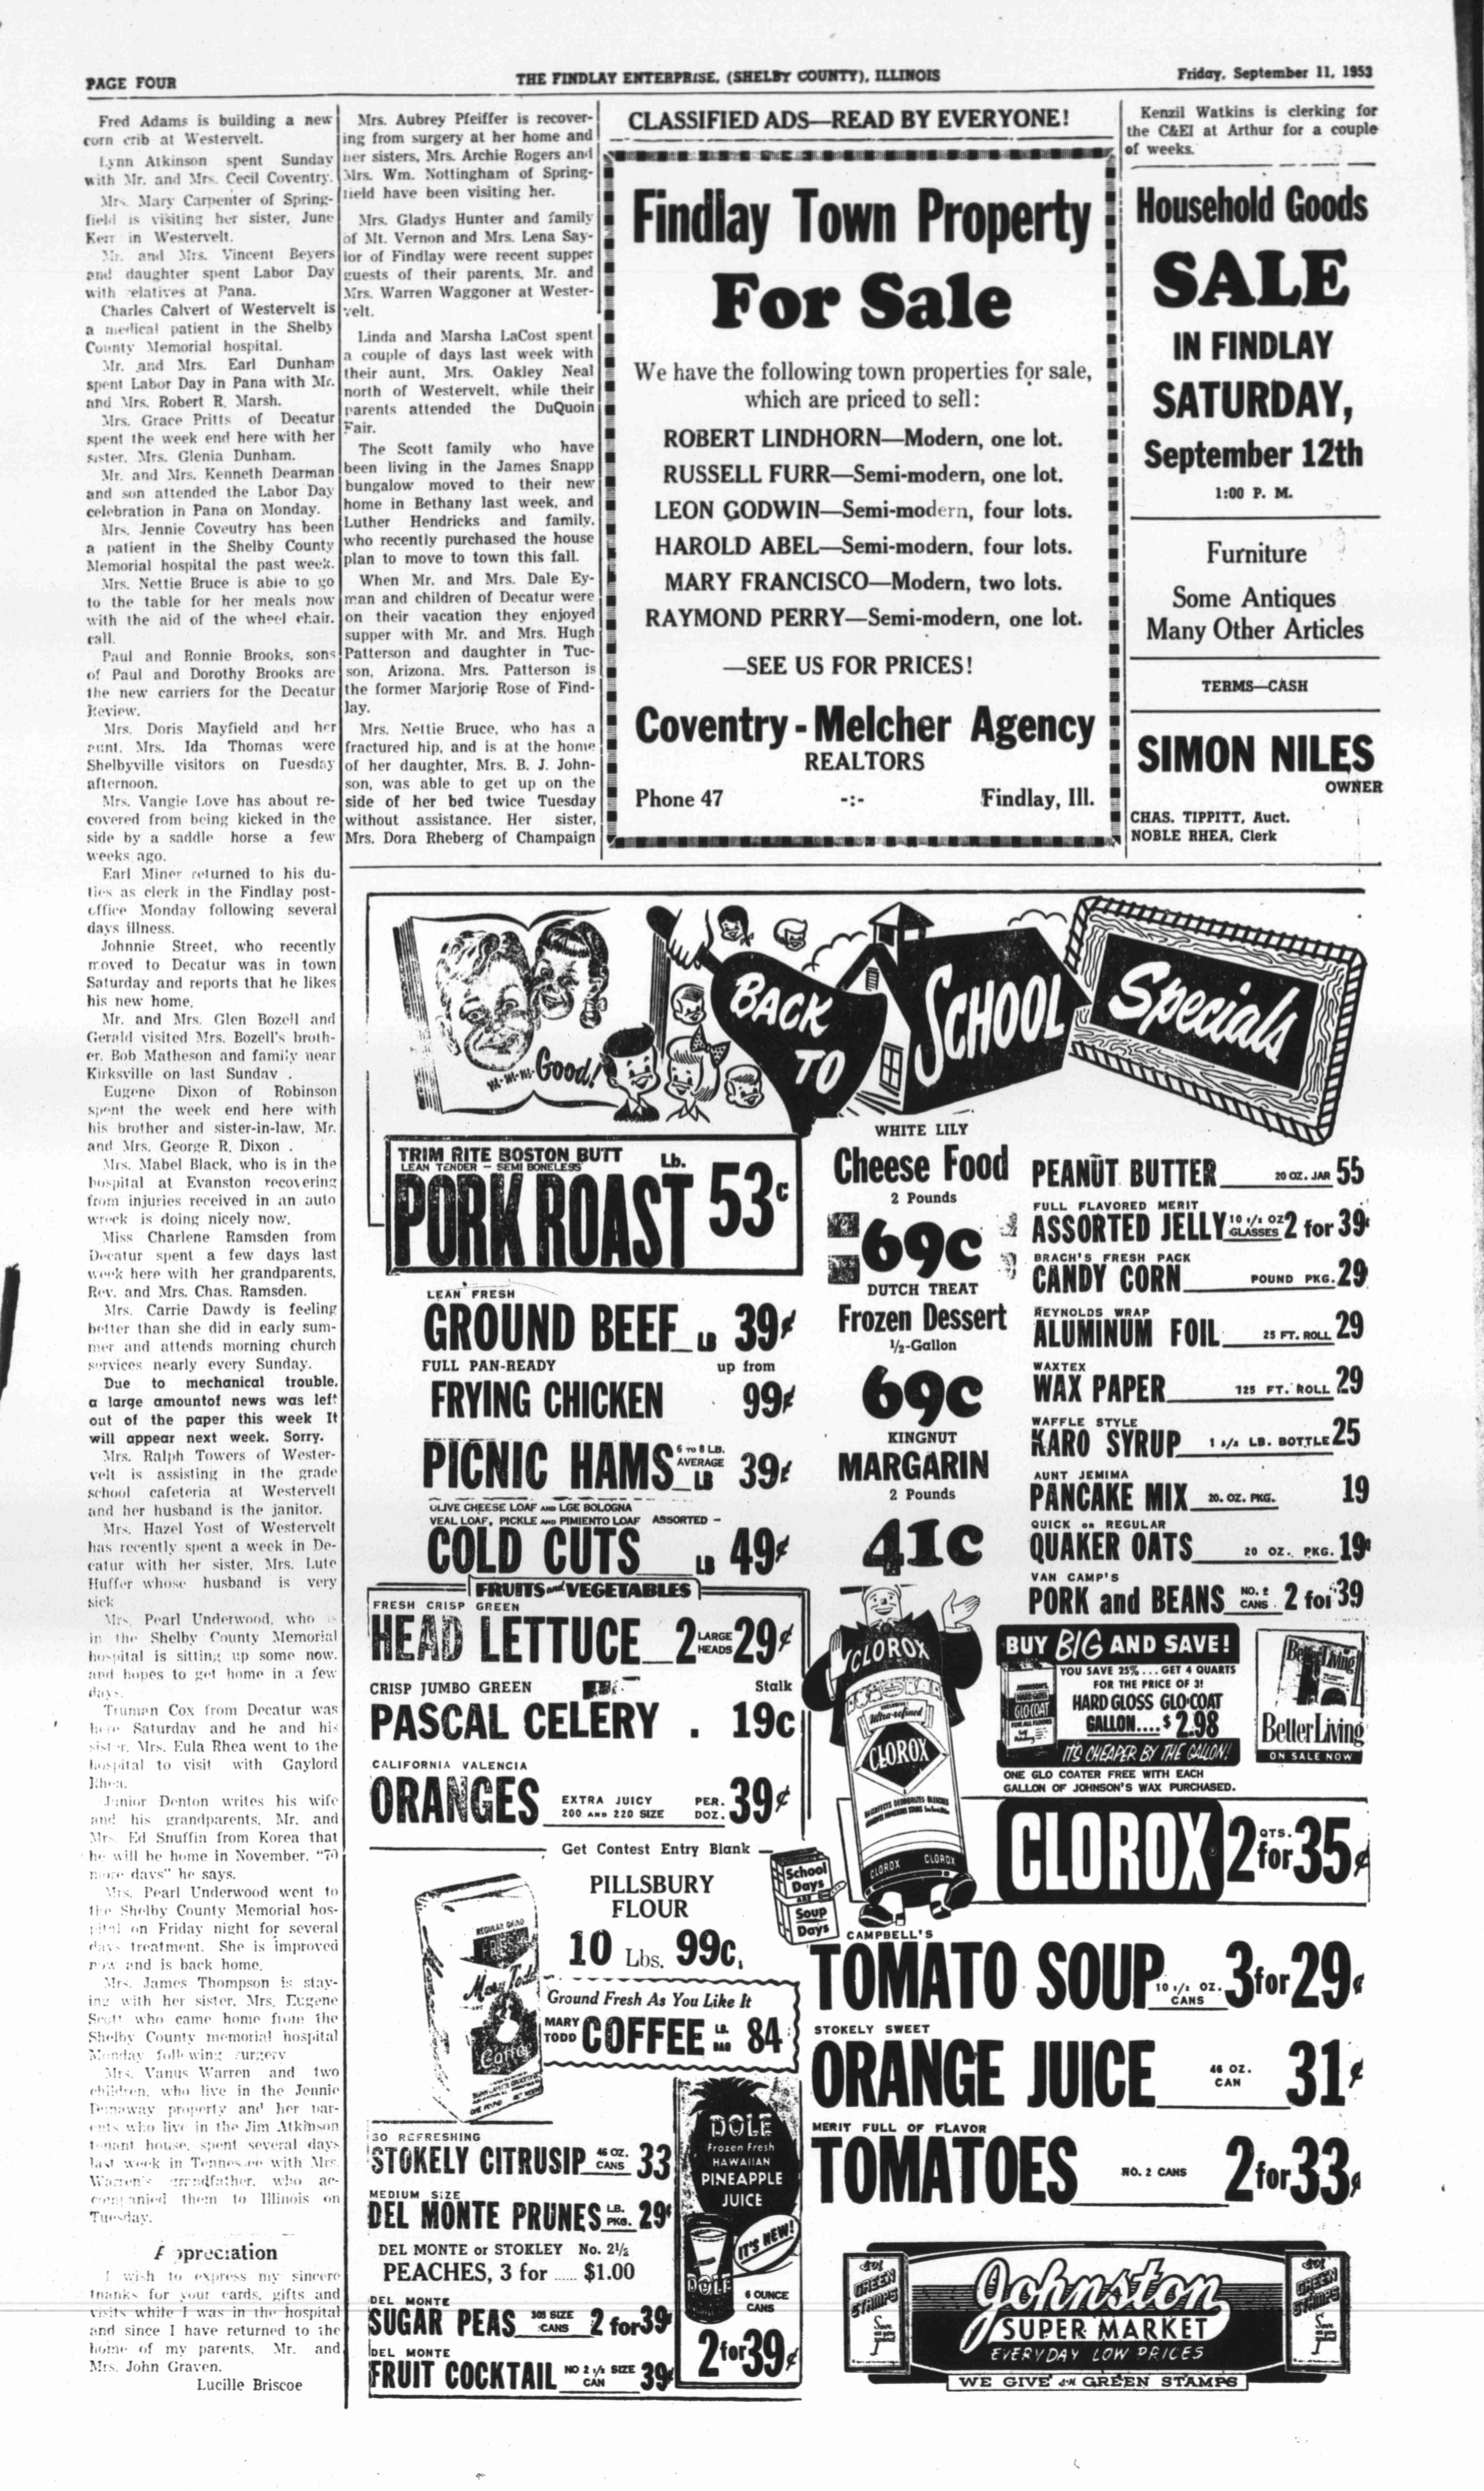 PAGE FOUR
THE FINDLAY ENTERPRISE, (SHELBY COUNTY), ILLINOIS
Friday, September 11, 1953
Fred Adams is building a new
corn crib at Westervelt.
Lynn Atkinson spent Sunday
with Mr. and Mrs. Cecil Coventry.
Mrs. Mary Carpenter of Spring-
field is visiting her sister, June
Kerr in Westervelt.
Mr. and Mrs. Vincent Beyers
and daughter spent Labor Day
with relatives at Pana.
Charles Calvert of Westervelt is
a medical patient in the Shelby
County Memorial hospital.
Mr. and Mrs. Earl Dunham
spent Labor Day in Pana with Mr.
and Mrs. Robert R. Marsh.
Mrs. Grace Pritts of Decatur
spent the week end here with her
sister, Mrs. Glenia Dunham.
Mr. and Mrs. Kenneth Dearman
and son attended the Labor Day
celebration in Pana on Monday.
Mrs. Jennie Coveutry has been
a patient in the Shelby County
Memorial hospital the past week.
Mrs. Nettie Bruce is able to go
to the table for her meals now
with the aid of the wheel chair.
call.
Paul and Ronnie Brooks, sons
of Paul and Dorothy Brooks are
the new carriers for the Decatur
Review.
Mrs. Doris Mayfield and her
aunt, Mrs. Ida Thomas were
Shelbyville visitors on Tuesday
afternoon.
Mrs. Vangie Love has about re-
covered from being kicked in the
side by a saddle horse a few
weeks ago.
Earl Miner returned to his du-
ties as clerk in the Findlay post-
office Monday following several
days illness.
Johnnie Street, who recently
moved to Decatur was in town
Saturday and reports that he likes
his new home.
Mr. and Mrs. Glen Bozell and
Gerald visited Mrs. Bozell's broth-
er, Bob Matheson and family near
Kirksville on last Sunday .
Eugene Dixon of Robinson
spent the week end here with
his brother and sister-in-law, Mr.
and Mrs. George R. Dixon .
Mrs. Mabel Black, who is in the
hospital at Evanston recovering
from injuries received in an auto
wreck is doing nicely now.
Miss Charlene Ramsden from
Decatur spent a few days last
week here with her grandparents,
Rev. and Mrs. Chas. Ramsden.
Mrs. Carrie Dawdy is feeling
better than she did in early sum-
mer and attends morning church
services nearly every Sunday.
Due to mechanical trouble,
a large amountof news was left
out of the paper this week It
will appear next week. Sorry.
Mrs. Ralph Towers of Wester-
velt is assisting in the grade
school cafeteria at Westervelt
and her husband is the janitor.
Mrs. Hazel Yost of Westervelt
has recently spent a week in De-
catur with her sister, Mrs. Lute
Huffer whose husband is very
sick
Mrs. Pearl Underwood, who is
in the Shelby County Memorial
hospital is sitting up some now.
and hopes to get home in a few
days.
Truman Cox from Decatur was
here Saturday and he and his
sister, Mrs. Eula Rhea went to the
hospital to visit with Gaylord
Rhea.
Junior Denton writes his wife
and his grandparents, Mr. and
Mrs. Ed Snuffin from Korea that
he will be home in November. "70
more days" he says.
Mrs. Pearl Underwood went to
the Shelby County Memorial hos-
pital on Friday night for several
days treatment. She is improved
now and is back home.
Mrs. James Thompson is stay-
ing with her sister, Mrs. Eugene
Scott who came home from the
Shelby County memorial hospital
Monday following surgery
Mrs. Vanus Warren and two
children, who live in the Jennie
Dunaway property and her par-
ents who live in the Jim Atkinson
tenant house, spent several days
last week in Tennessee with Mrs.
Warren's grandfather, who ac-
companied them to Illinois on
Tuesday.
Appreciation
I wish to express my sincere
thanks for your cards, gifts and
visits while I was in the hospital
and since I have returned to the
home of my parents, Mr. and
Mrs. John Graven.
Lucille Briscoe
Mrs. Aubrey Pfeiffer is recover-
ing from surgery at her home and
her sisters, Mrs. Archie Rogers and
Mrs. Wm. Nottingham of Spring-
field have been visiting her.
Mrs. Gladys Hunter and family
of Mt. Vernon and Mrs. Lena Say-
lor of Findlay were recent supper
guests of their parents, Mr. and
Mrs. Warren Waggoner at Wester-
velt.
Linda and Marsha LaCost spent
a couple of days last week with
their aunt, Mrs. Oakley Neal
north of Westervelt, while their
parents attended the DuQuoin
Fair.
The Scott family who have
been living in the James Snapp
bungalow moved to their new
home in Bethany last week, and
Luther Hendricks and family,
who recently purchased the house
plan to move to town this fall.
When Mr. and Mrs. Dale Ey-
man and children of Decatur were
on their vacation they enjoyed
supper with Mr. and Mrs. Hugh
Patterson and daughter in Tuc-
son, Arizona. Mrs. Patterson is
the former Marjorie Rose of Find-
lay.
Mrs. Nettie Bruce, who has a
fractured hip, and is at the home
of her daughter, Mrs. B. J. John-
son, was able to get up on the
side of her bed twice Tuesday
without assistance. Her sister,
Mrs. Dora Rheberg of Champaign
CLASSIFIED ADS—READ BY EVERYONE!
Findlay Town Property
For Sale
We have the following town properties for sale,
which are priced to sell:
ROBERT LINDHORN—Modern, one lot.
RUSSELL FURR—Semi-modern, one lot.
LEON GODWIN—Semi-modern, four lots.
HAROLD ABEL—Semi-modern, four lots.
MARY FRANCISCO—Modern, two lots.
RAYMOND PERRY—Semi-modern, one lot.
—SEE US FOR PRICES!
Coventry - Melcher Agency
REALTORS
Phone 47 -:- Findlay, Ill.
Kenzil Watkins is clerking for
the C&EI at Arthur for a couple
of weeks.
Household Goods
SALE
IN FINDLAY
SATURDAY,
September 12th
1:00 P. M.
Furniture
Some Antiques
Many Other Articles
TERMS—CASH
SIMON NILES
OWNER
CHAS. TIPPITT, Auct.
NOBLE RHEA, Clerk
M-M-M- Good!
BACK
TO
SCHOOL
Specials
TRIM RITE BOSTON BUTT
LEAN TENDER – SEMI BONELESS
Lb.
PORK ROAST 53c
LEAN FRESH
GROUND BEEF LB 39¢
FULL PAN-READY up from
FRYING CHICKEN 99¢
PICNIC HAMS 6 TO 8 LB. AVERAGE LB 39¢
OLIVE CHEESE LOAF AND LGE BOLOGNA
VEAL LOAF, PICKLE AND PIMIENTO LOAF ASSORTED –
COLD CUTS LB 49¢
FRUITS and VEGETABLES
FRESH CRISP GREEN
HEAD LETTUCE 2 LARGE HEADS 29¢
CRISP JUMBO GREEN Stalk
PASCAL CELERY . 19c
CALIFORNIA VALENCIA
ORANGES EXTRA JUICY 200 AND 220 SIZE PER. DOZ. 39¢
WHITE LILY
Cheese Food
2 Pounds
69c
DUTCH TREAT
Frozen Dessert
1/2-Gallon
69c
KINGNUT
MARGARIN
2 Pounds
41c
PEANUT BUTTER 20 OZ. JAR 55
FULL FLAVORED MERIT
ASSORTED JELLY 10 1/2 OZ GLASSES 2 for 39¢
BRACH'S FRESH PACK
CANDY CORN POUND PKG. 29
REYNOLDS WRAP
ALUMINUM FOIL 25 FT. ROLL 29
WAXTEX
WAX PAPER 125 FT. ROLL 29
WAFFLE STYLE
KARO SYRUP 1 1/2 LB. BOTTLE 25
AUNT JEMIMA
PANCAKE MIX 20. OZ. PKG. 19
QUICK OR REGULAR
QUAKER OATS 20 OZ. PKG. 19¢
VAN CAMP'S
PORK and BEANS NO. 2 CANS 2 for 39
BUY BIG AND SAVE!
YOU SAVE 25% ... GET 4 QUARTS
FOR THE PRICE OF 3!
HARD GLOSS GLO-COAT
GALLON.... $2.98
IT'S CHEAPER BY THE GALLON!
ONE GLO COATER FREE WITH EACH
GALLON OF JOHNSON'S WAX PURCHASED.
JOHNSON'S
HARD GLOSS
GLO-COAT
Better Living
Better Living
ON SALE NOW
CLOROX
Ultra-refined
CLOROX
CLOROX CLOROX
CLOROX 2 QTS. for 35¢
Get Contest Entry Blank
PILLSBURY
FLOUR
10 Lbs. 99c.
School
Days
ARE
Soup
Days
REGULAR GRIND
Mary Todd
Coffee
Ground Fresh As You Like It
MARY TODD COFFEE LB. BAG 84
CAMPBELL'S
TOMATO SOUP 10 1/2 OZ. CANS 3 for 29¢
STOKELY SWEET
ORANGE JUICE 46 OZ. CAN 31¢
MERIT FULL OF FLAVOR
TOMATOES NO. 2 CANS 2 for 33¢
SO REFRESHING
STOKELY CITRUSIP 46 OZ. CANS 33
MEDIUM SIZE
DEL MONTE PRUNES LB. PKG. 29¢
DEL MONTE or STOKLEY No. 2½
PEACHES, 3 for ..... $1.00
DEL MONTE
SUGAR PEAS 303 SIZE CANS 2 for 39
DEL MONTE
FRUIT COCKTAIL NO 2 ½ SIZE CAN 39¢
DOLE
Frozen Fresh
HAWAIIAN
PINEAPPLE
JUICE
IT'S NEW!
DOLE
6 OUNCE
CANS
2 for 39¢
S&H
GREEN
STAMPS
Johnston
SUPER MARKET
EVERYDAY LOW PRICES
S&H
GREEN
STAMPS
WE GIVE S&H GREEN STAMPS